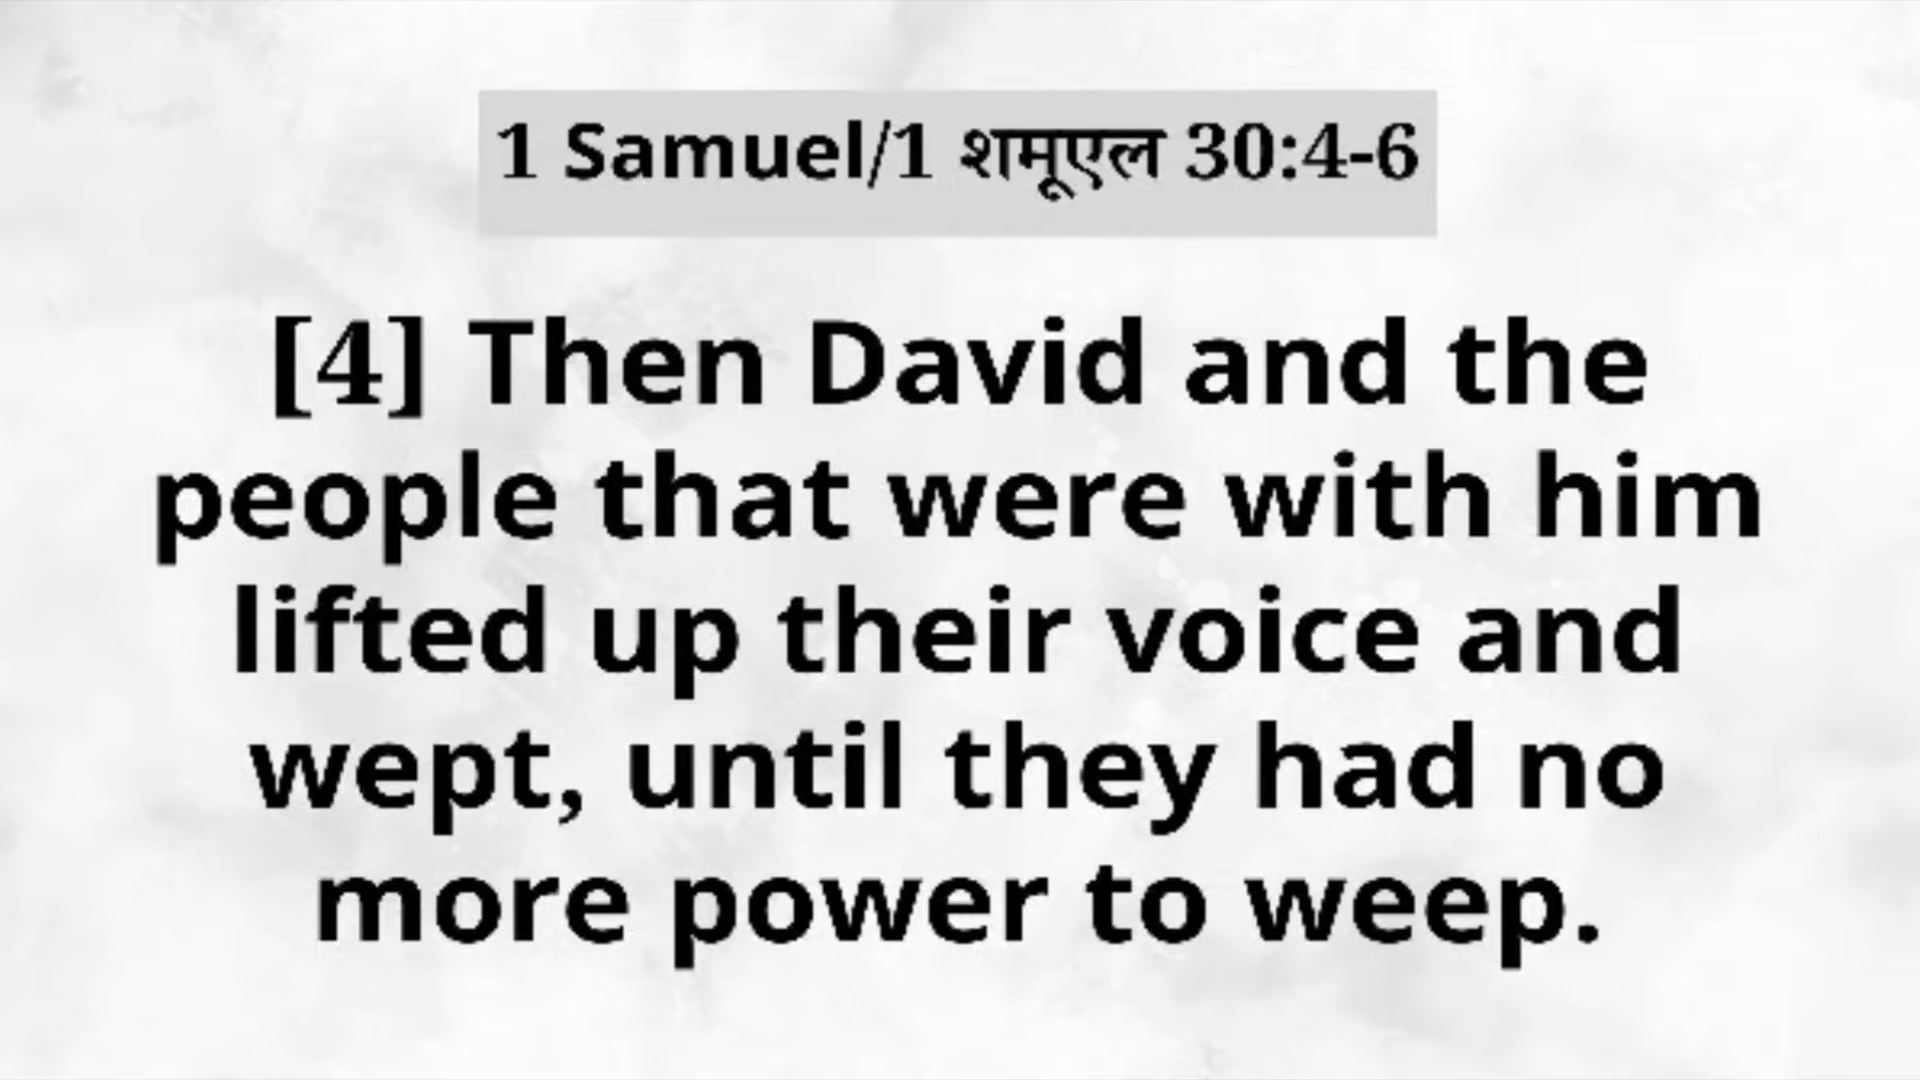 1 Samuel/1 शमूएल 30:4-6
[4] Then David and the
people that were with him
lifted up their voice and
wept, until they had no
more power to weep.